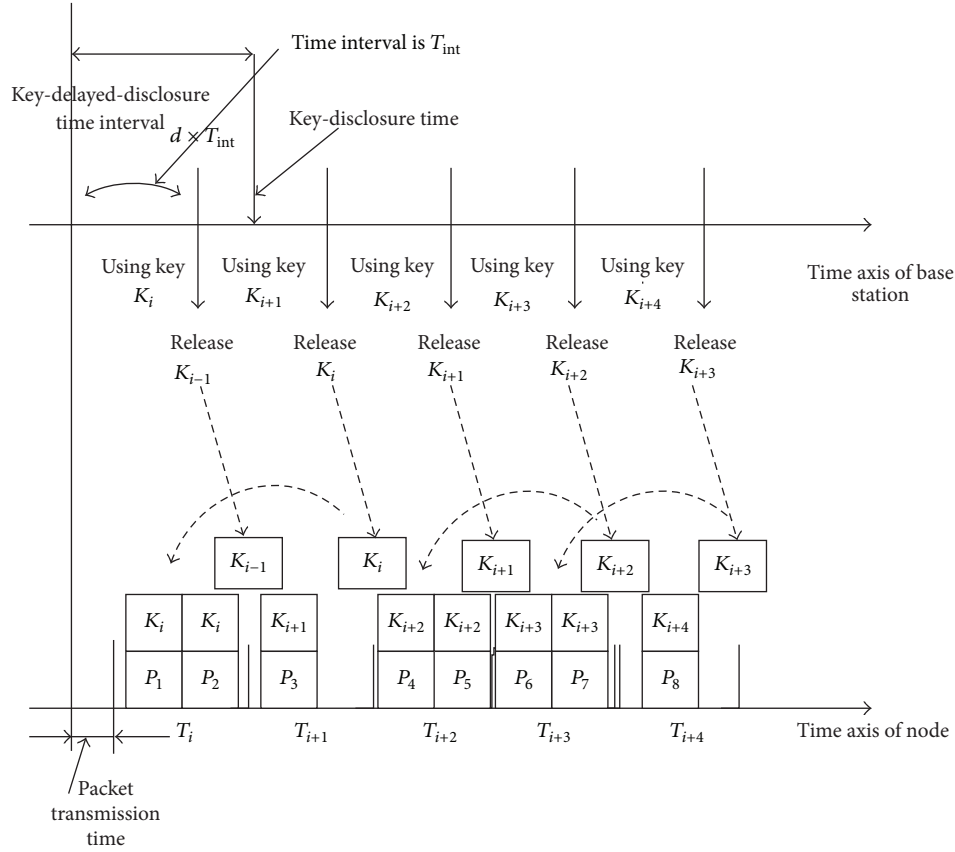 Time interval is T_int
Key-delayed-disclosure
time interval
d × T_int
Key-disclosure time
Using key
K_i
Using key
K_{i+1}
Using key
K_{i+2}
Using key
K_{i+3}
Using key
K_{i+4}
Time axis of base
station
Release
K_{i−1}
Release
K_i
Release
K_{i+1}
Release
K_{i+2}
Release
K_{i+3}
K_{i−1}
K_i
K_{i+1}
K_{i+2}
K_{i+3}
K_i K_i K_{i+1} K_{i+2} K_{i+2} K_{i+3} K_{i+3} K_{i+4}
P_1 P_2 P_3 P_4 P_5 P_6 P_7 P_8
T_i T_{i+1} T_{i+2} T_{i+3} T_{i+4}
Time axis of node
Packet
transmission
time